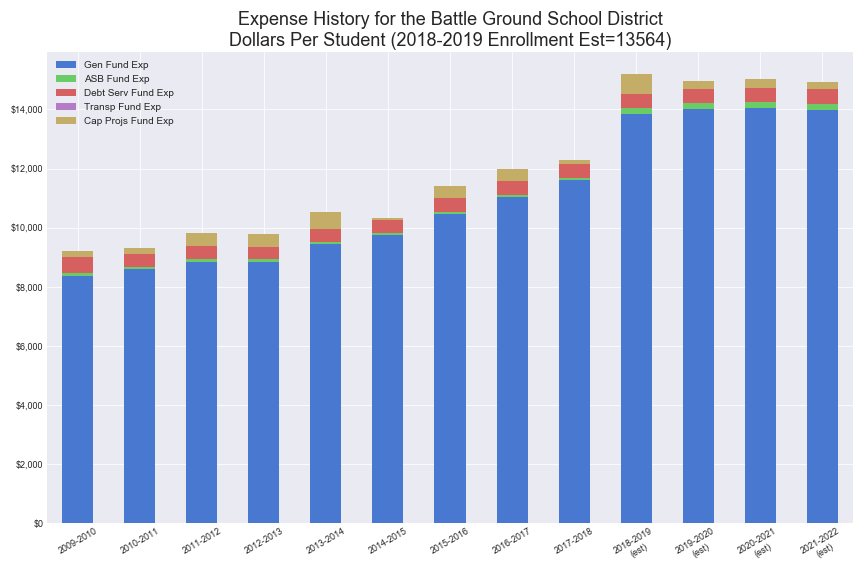 Expense History for the Battle Ground School District
Dollars Per Student (2018-2019 Enrollment Est=13564)
Gen Fund Exp
ASB Fund Exp
Debt Serv Fund Exp
Transp Fund Exp
Cap Projs Fund Exp
$14,000
$12,000
$10,000
$8,000
$6,000
$4,000
$2,000
$0
2009-2010
2010-2011
2011-2012
2012-2013
2013-2014
2014-2015
2015-2016
2016-2017
2017-2018
2018-2019
(est)
2019-2020
(est)
2020-2021
(est)
2021-2022
(est)